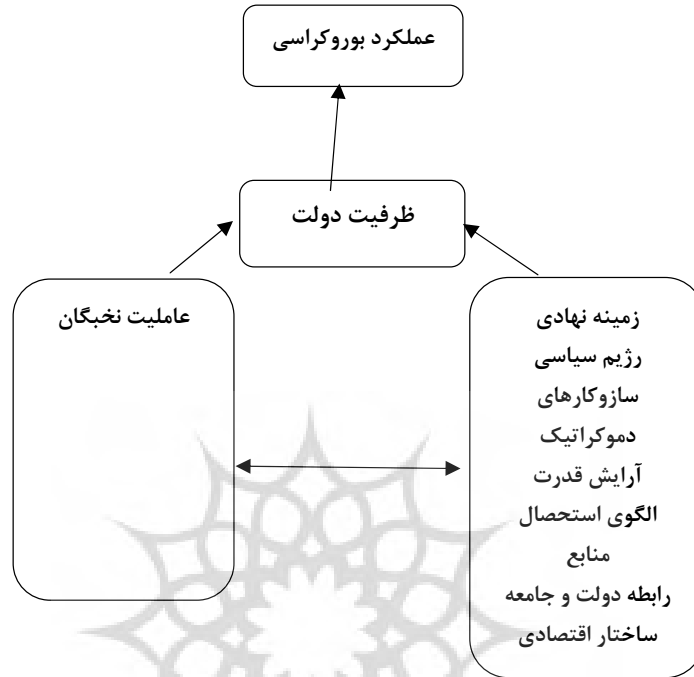 عملکرد بوروکراسی
ظرفیت دولت
زمینه نهادی
رژیم سیاسی
سازوکارهای
دموکراتیک
آرایش قدرت
الگوی استحصال
منابع
رابطه دولت و جامعه
ساختار اقتصادی
عاملیت نخبگان